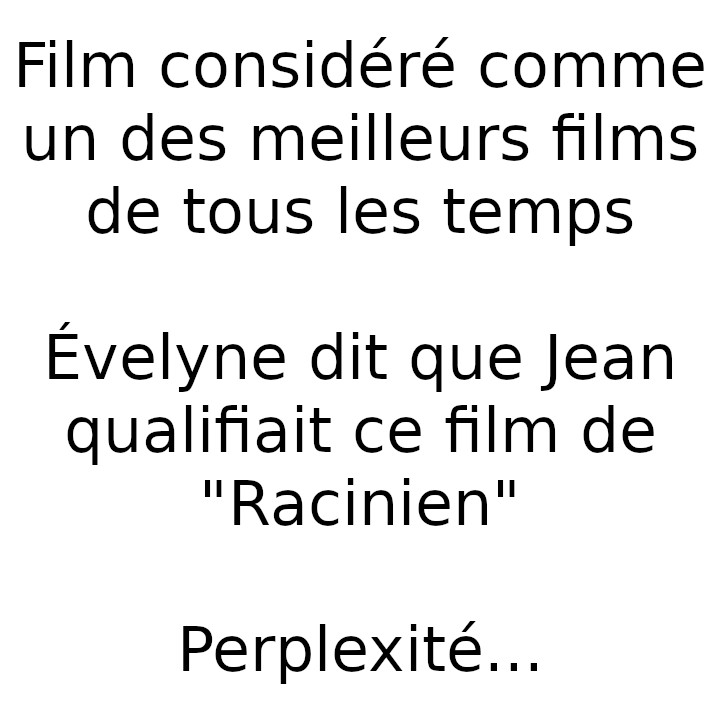 Film considéré comme
un des meilleurs films
de tous les temps
Évelyne dit que Jean
qualifiait ce film de
"Racinien"
Perplexité...